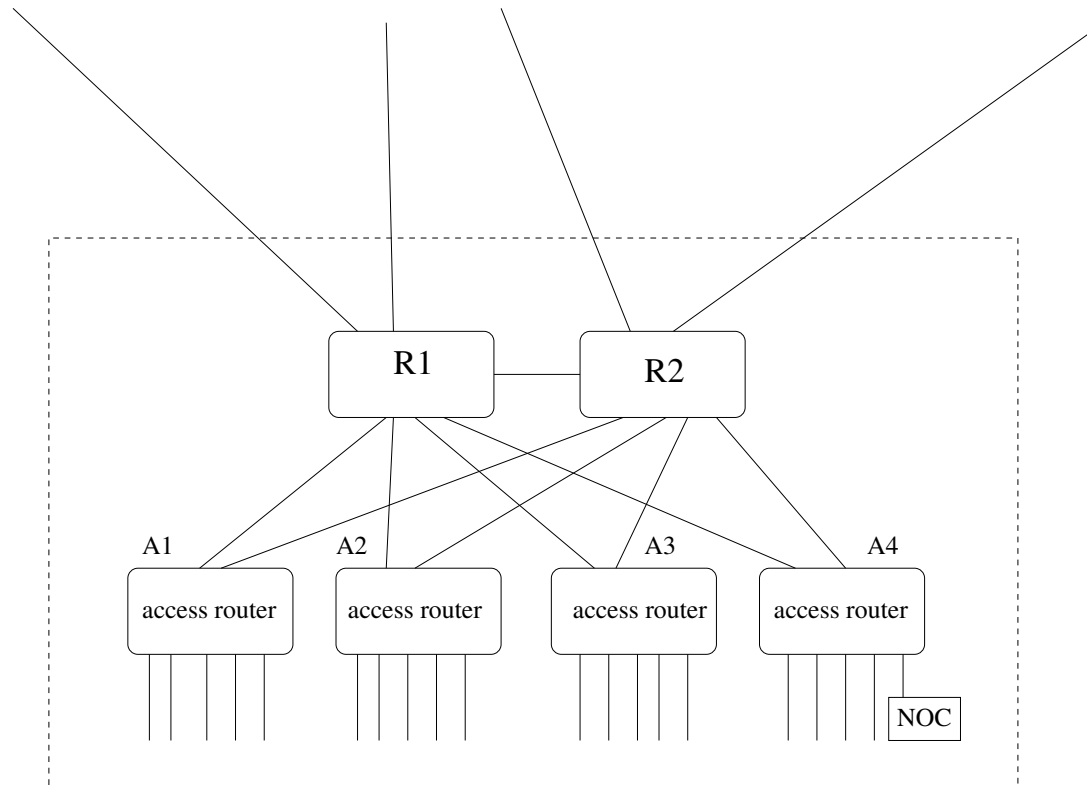 R1
R2
A1
A2
A3
A4
access router
access router
access router
access router
NOC